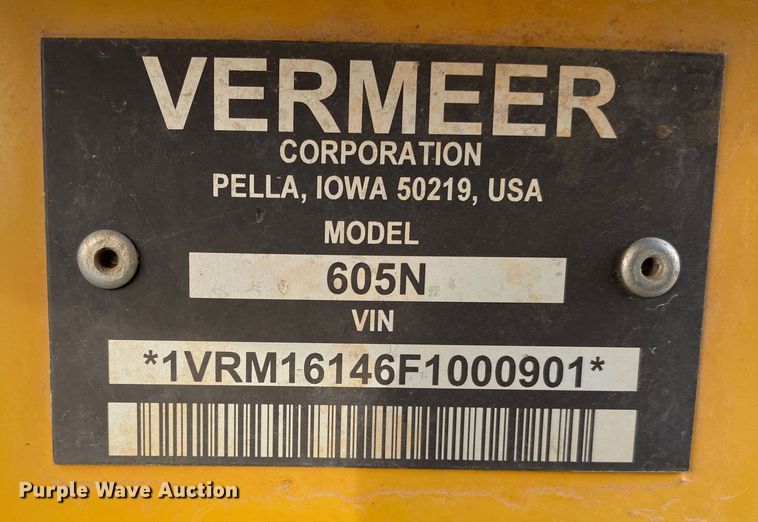 VERMEER
CORPORATION
PELLA, IOWA 50219, USA
MODEL
605N
VIN
*1VRM16146F1000901*
Purple Wave Auction